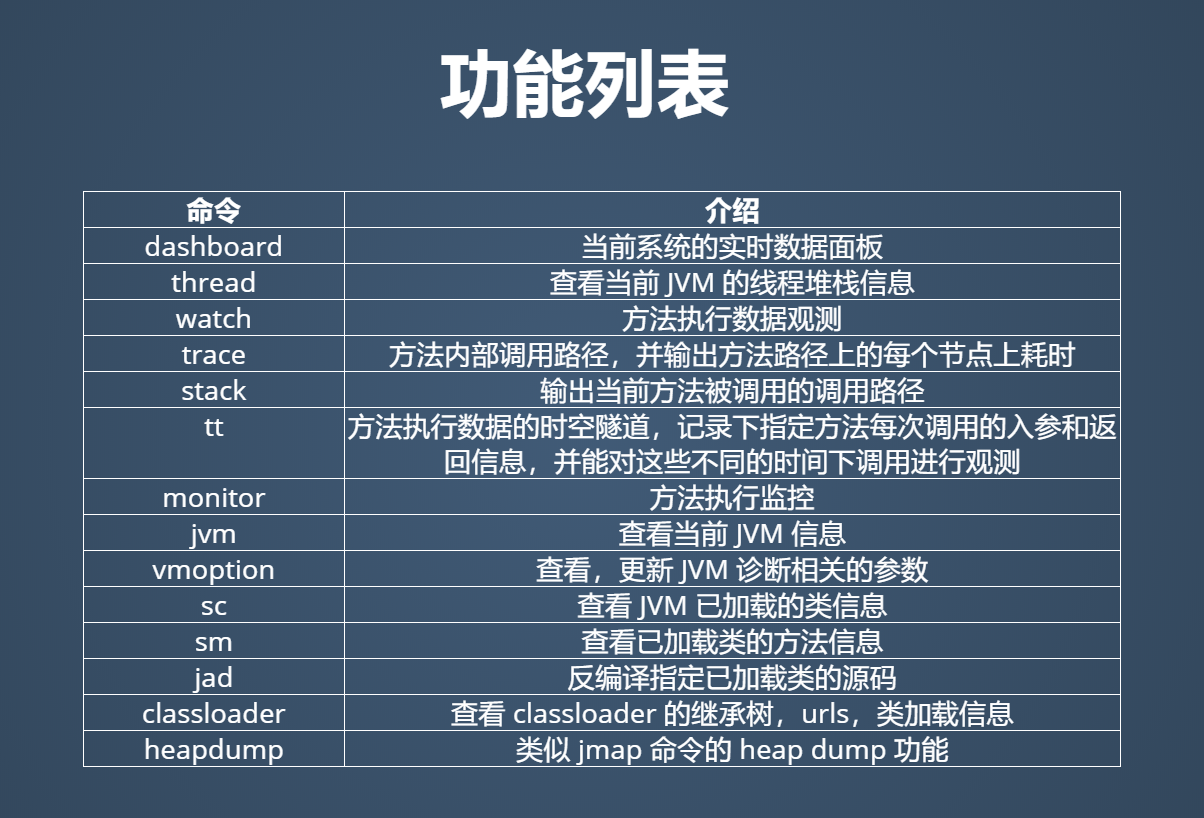 功能列表
命令 介绍
dashboard 当前系统的实时数据面板
thread 查看当前 JVM 的线程堆栈信息
watch 方法执行数据观测
trace 方法内部调用路径，并输出方法路径上的每个节点上耗时
stack 输出当前方法被调用的调用路径
tt 方法执行数据的时空隧道，记录下指定方法每次调用的入参和返
回信息，并能对这些不同的时间下调用进行观测
monitor 方法执行监控
jvm 查看当前 JVM 信息
vmoption 查看，更新 JVM 诊断相关的参数
sc 查看 JVM 已加载的类信息
sm 查看已加载类的方法信息
jad 反编译指定已加载类的源码
classloader 查看 classloader 的继承树，urls，类加载信息
heapdump 类似 jmap 命令的 heap dump 功能